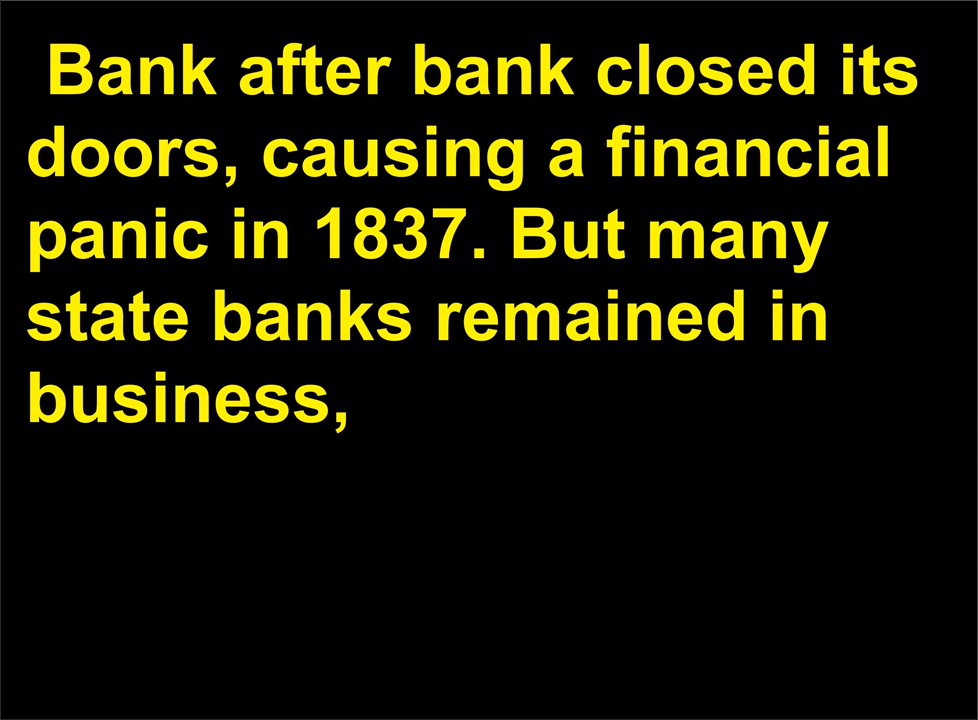 Bank after bank closed its
doors, causing a financial
panic in 1837. But many
state banks remained in
business,